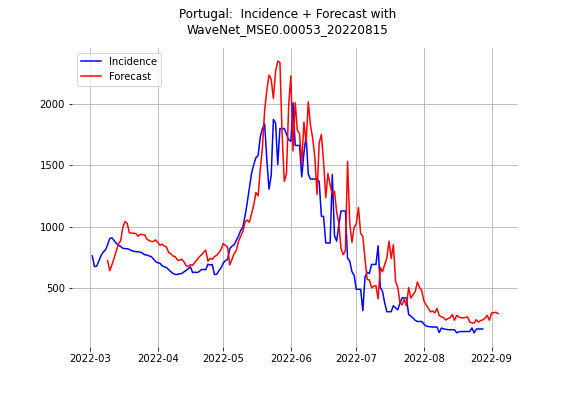 Portugal:  Incidence + Forecast with
WaveNet_MSE0.00053_20220815
Incidence
Forecast
2000
1500
1000
500
2022-03
2022-04
2022-05
2022-06
2022-07
2022-08
2022-09